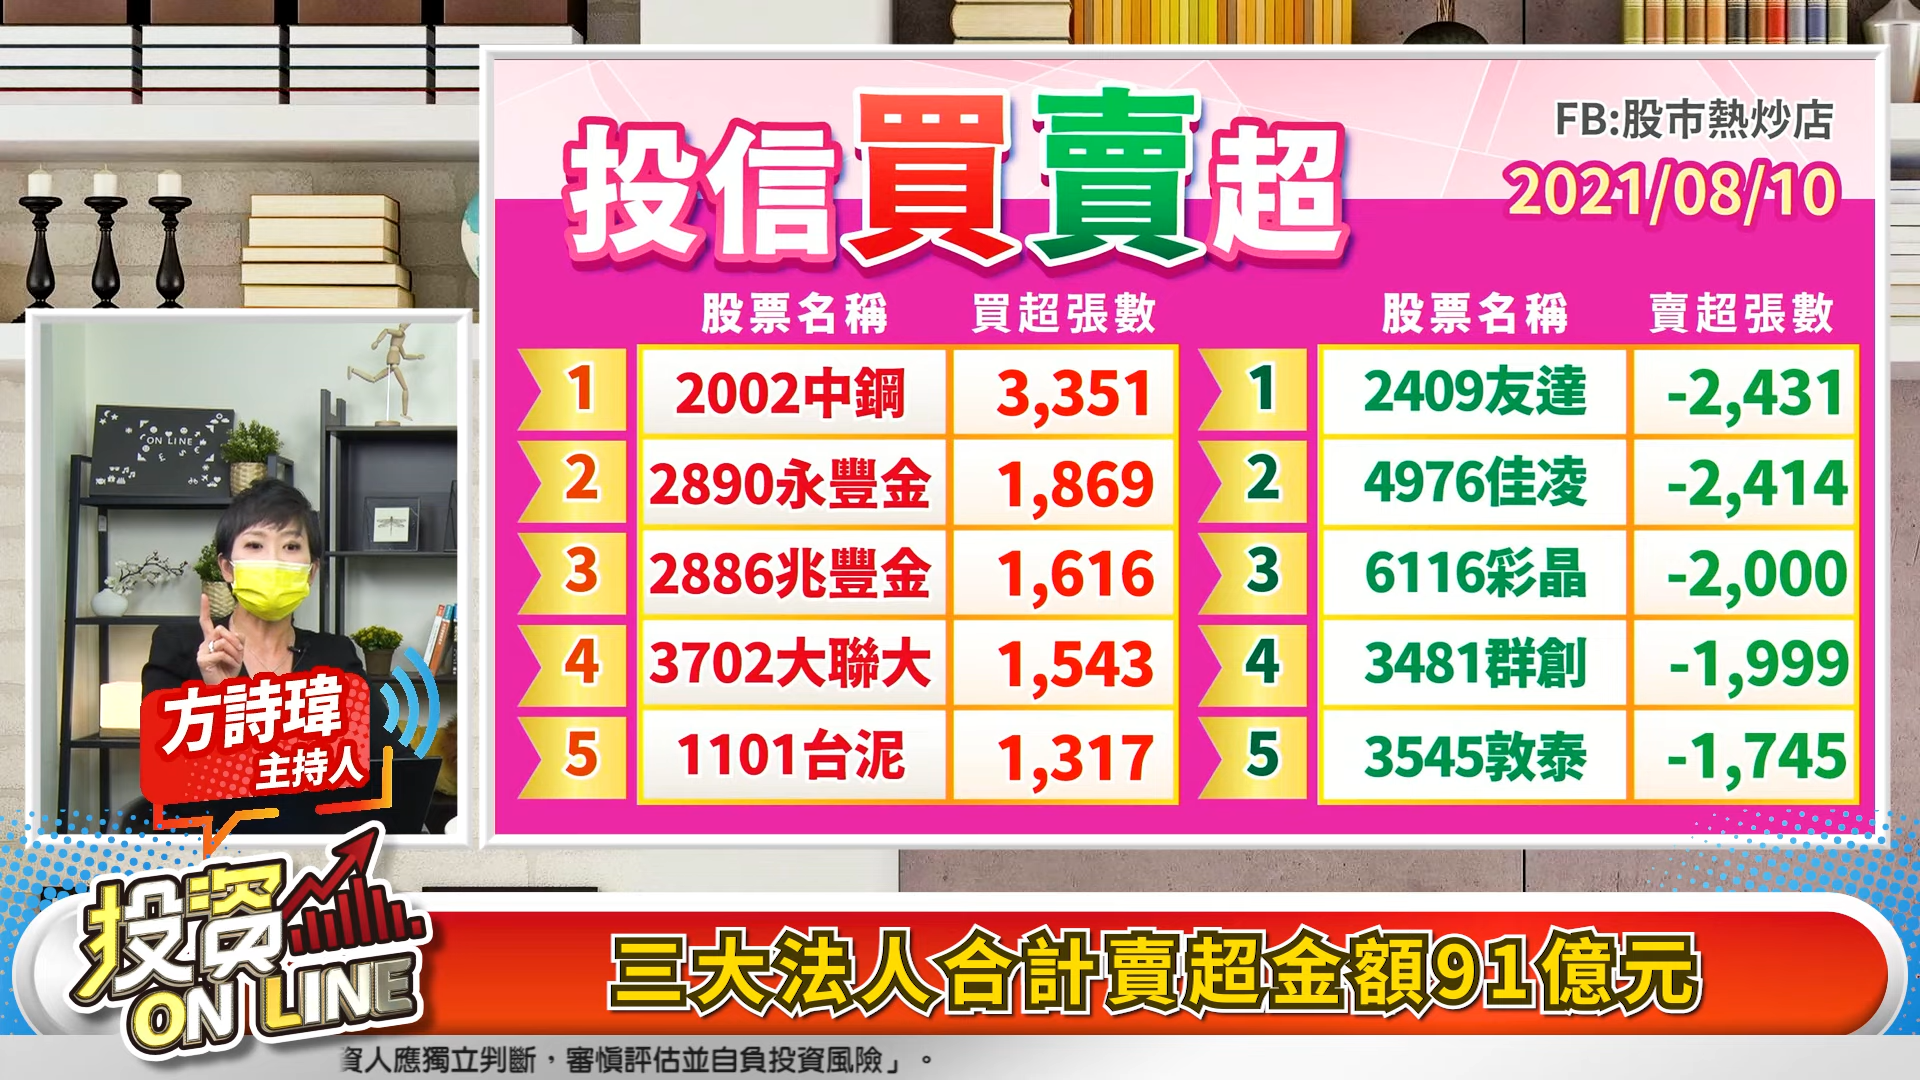 投信買賣超
FB:股市熱炒店
2021/08/10
股票名稱 買超張數 股票名稱 賣超張數
1 2002中鋼 3,351 1 2409友達 -2,431
2 2890永豐金 1,869 2 4976佳凌 -2,414
3 2886兆豐金 1,616 3 6116彩晶 -2,000
4 3702大聯大 1,543 4 3481群創 -1,999
5 1101台泥 1,317 5 3545敦泰 -1,745
ON LINE
方詩瑋
主持人
投資
ON LINE
三大法人合計賣超金額91億元
資人應獨立判斷，審慎評估並自負投資風險」。